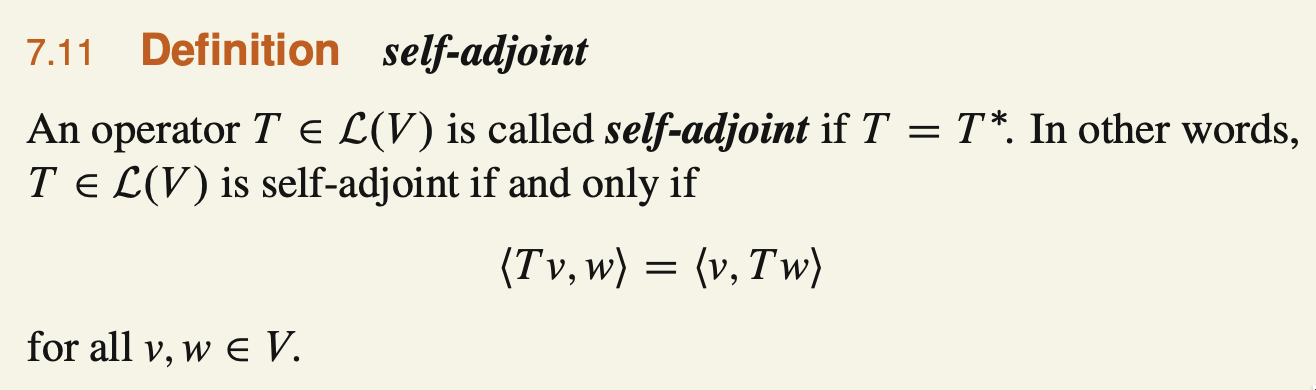 7.11 Definition self-adjoint
An operator T ∈ ℒ(V) is called self-adjoint if T = T*. In other words,
T ∈ ℒ(V) is self-adjoint if and only if
⟨Tv, w⟩ = ⟨v, Tw⟩
for all v, w ∈ V.